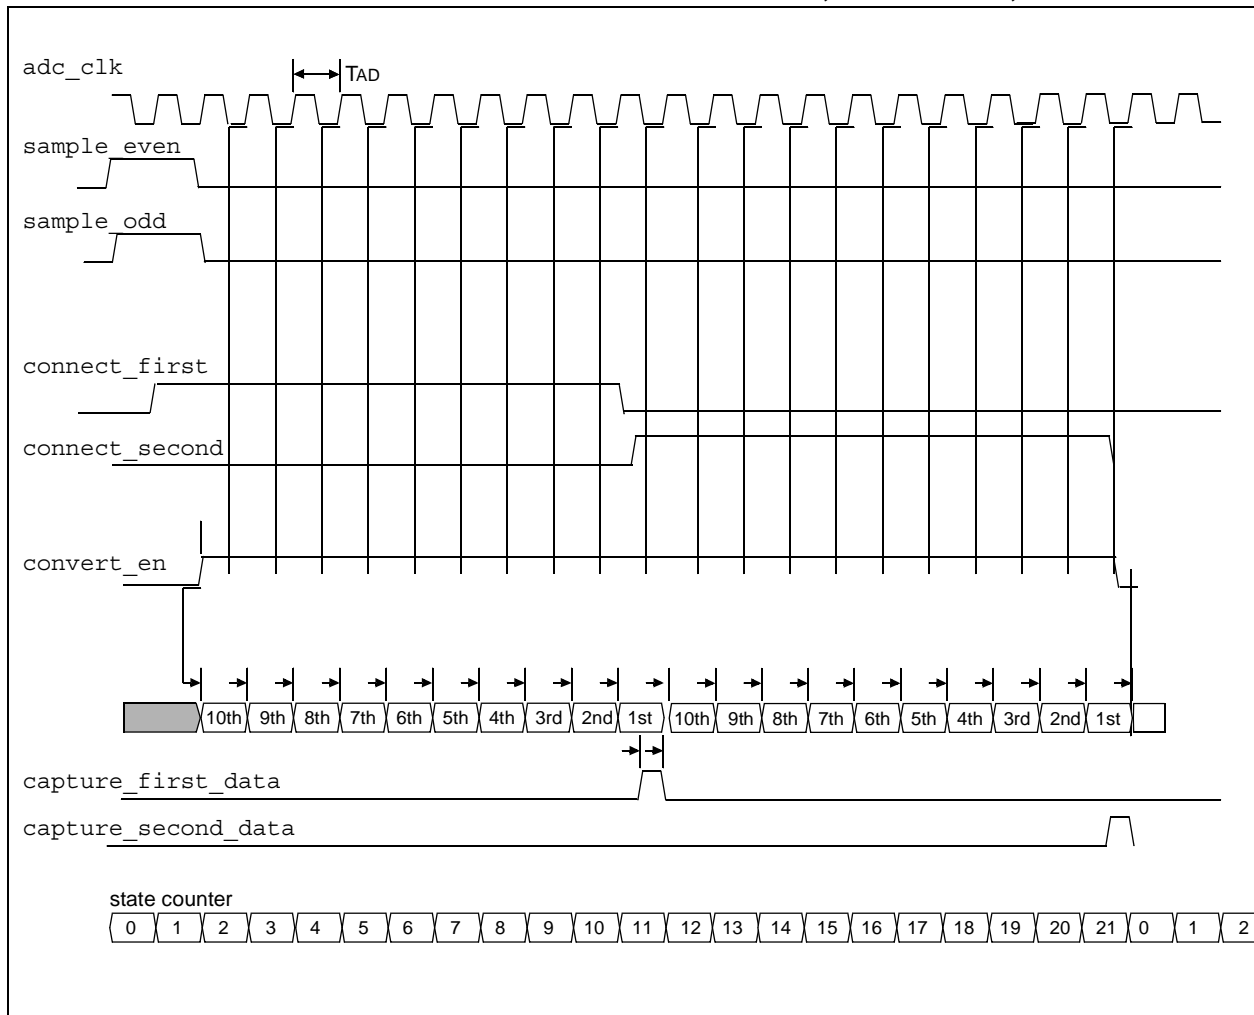 adc_clk
TAD
sample_even
sample_odd
connect_first
connect_second
convert_en
10th 9th 8th 7th 6th 5th 4th 3rd 2nd 1st 10th 9th 8th 7th 6th 5th 4th 3rd 2nd 1st
capture_first_data
capture_second_data
state counter
0 1 2 3 4 5 6 7 8 9 10 11 12 13 14 15 16 17 18 19 20 21 0 1 2